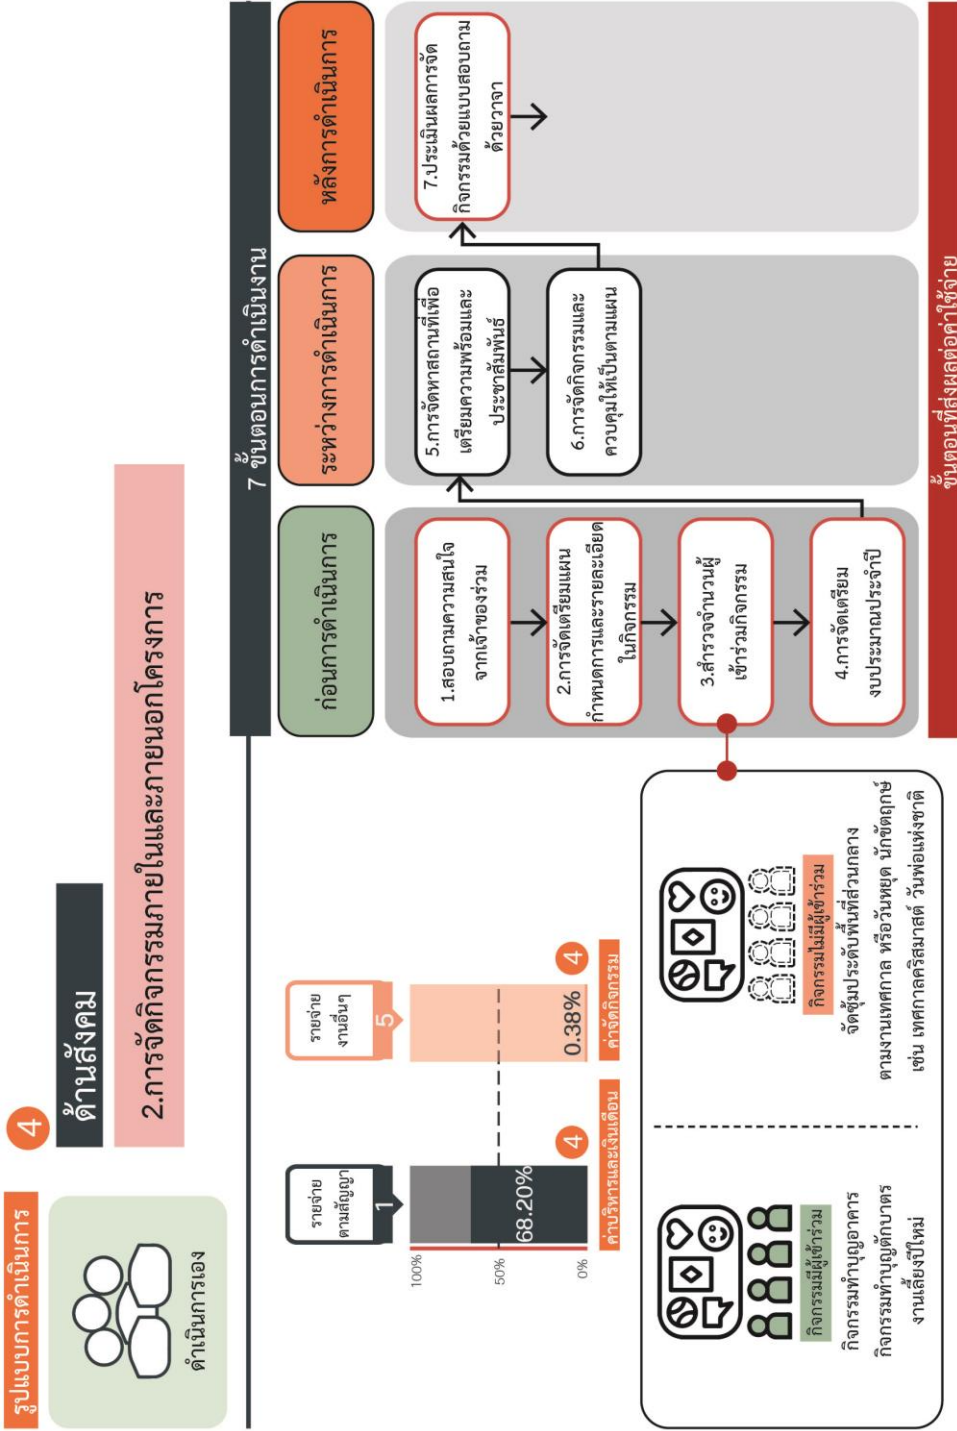 รูปแบบการดำเนินการ
ดำเนินการเอง
4
ด้านสังคม
2.การจัดกิจกรรมภายในและภายนอกโครงการ
7 ขั้นตอนการดำเนินงาน
ก่อนการดำเนินการ
ระหว่างการดำเนินการ
หลังการดำเนินการ
1.สอบถามความสนใจ
จากเจ้าของร่วม
2.การจัดเตรียมแผน
กำหนดการและรายละเอียด
ในกิจกรรม
3.สำรวจจำนวนผู้
เข้าร่วมกิจกรรม
4.การจัดเตรียม
งบประมาณประจำปี
5.การจัดหาสถานที่เพื่อ
เตรียมความพร้อมและ
ประชาสัมพันธ์
6.การจัดกิจกรรมและ
ควบคุมให้เป็นตามแผน
7.ประเมินผลการจัด
กิจกรรมด้วยแบบสอบถาม
ด้วยวาจา
ขั้นตอนที่ส่งผลต่อค่าใช้จ่าย
รายจ่าย
ตามสัญญา
1
รายจ่าย
งานอื่นๆ
5
100%
50%
0%
68.20%
4
0.38%
4
ค่าบริหารและเงินเดือน
ค่าจัดกิจกรรม
กิจกรรมมีผู้เข้าร่วม
กิจกรรมทำบุญอาคาร
กิจกรรมทำบุญตักบาตร
งานเลี้ยงปีใหม่
กิจกรรมไม่มีผู้เข้าร่วม
จัดซุ้มประดับพื้นที่ส่วนกลาง
ตามงานเทศกาล หรือวันหยุด นักขัตฤกษ์
เช่น เทศกาลคริสมาสต์ วันพ่อแห่งชาติ